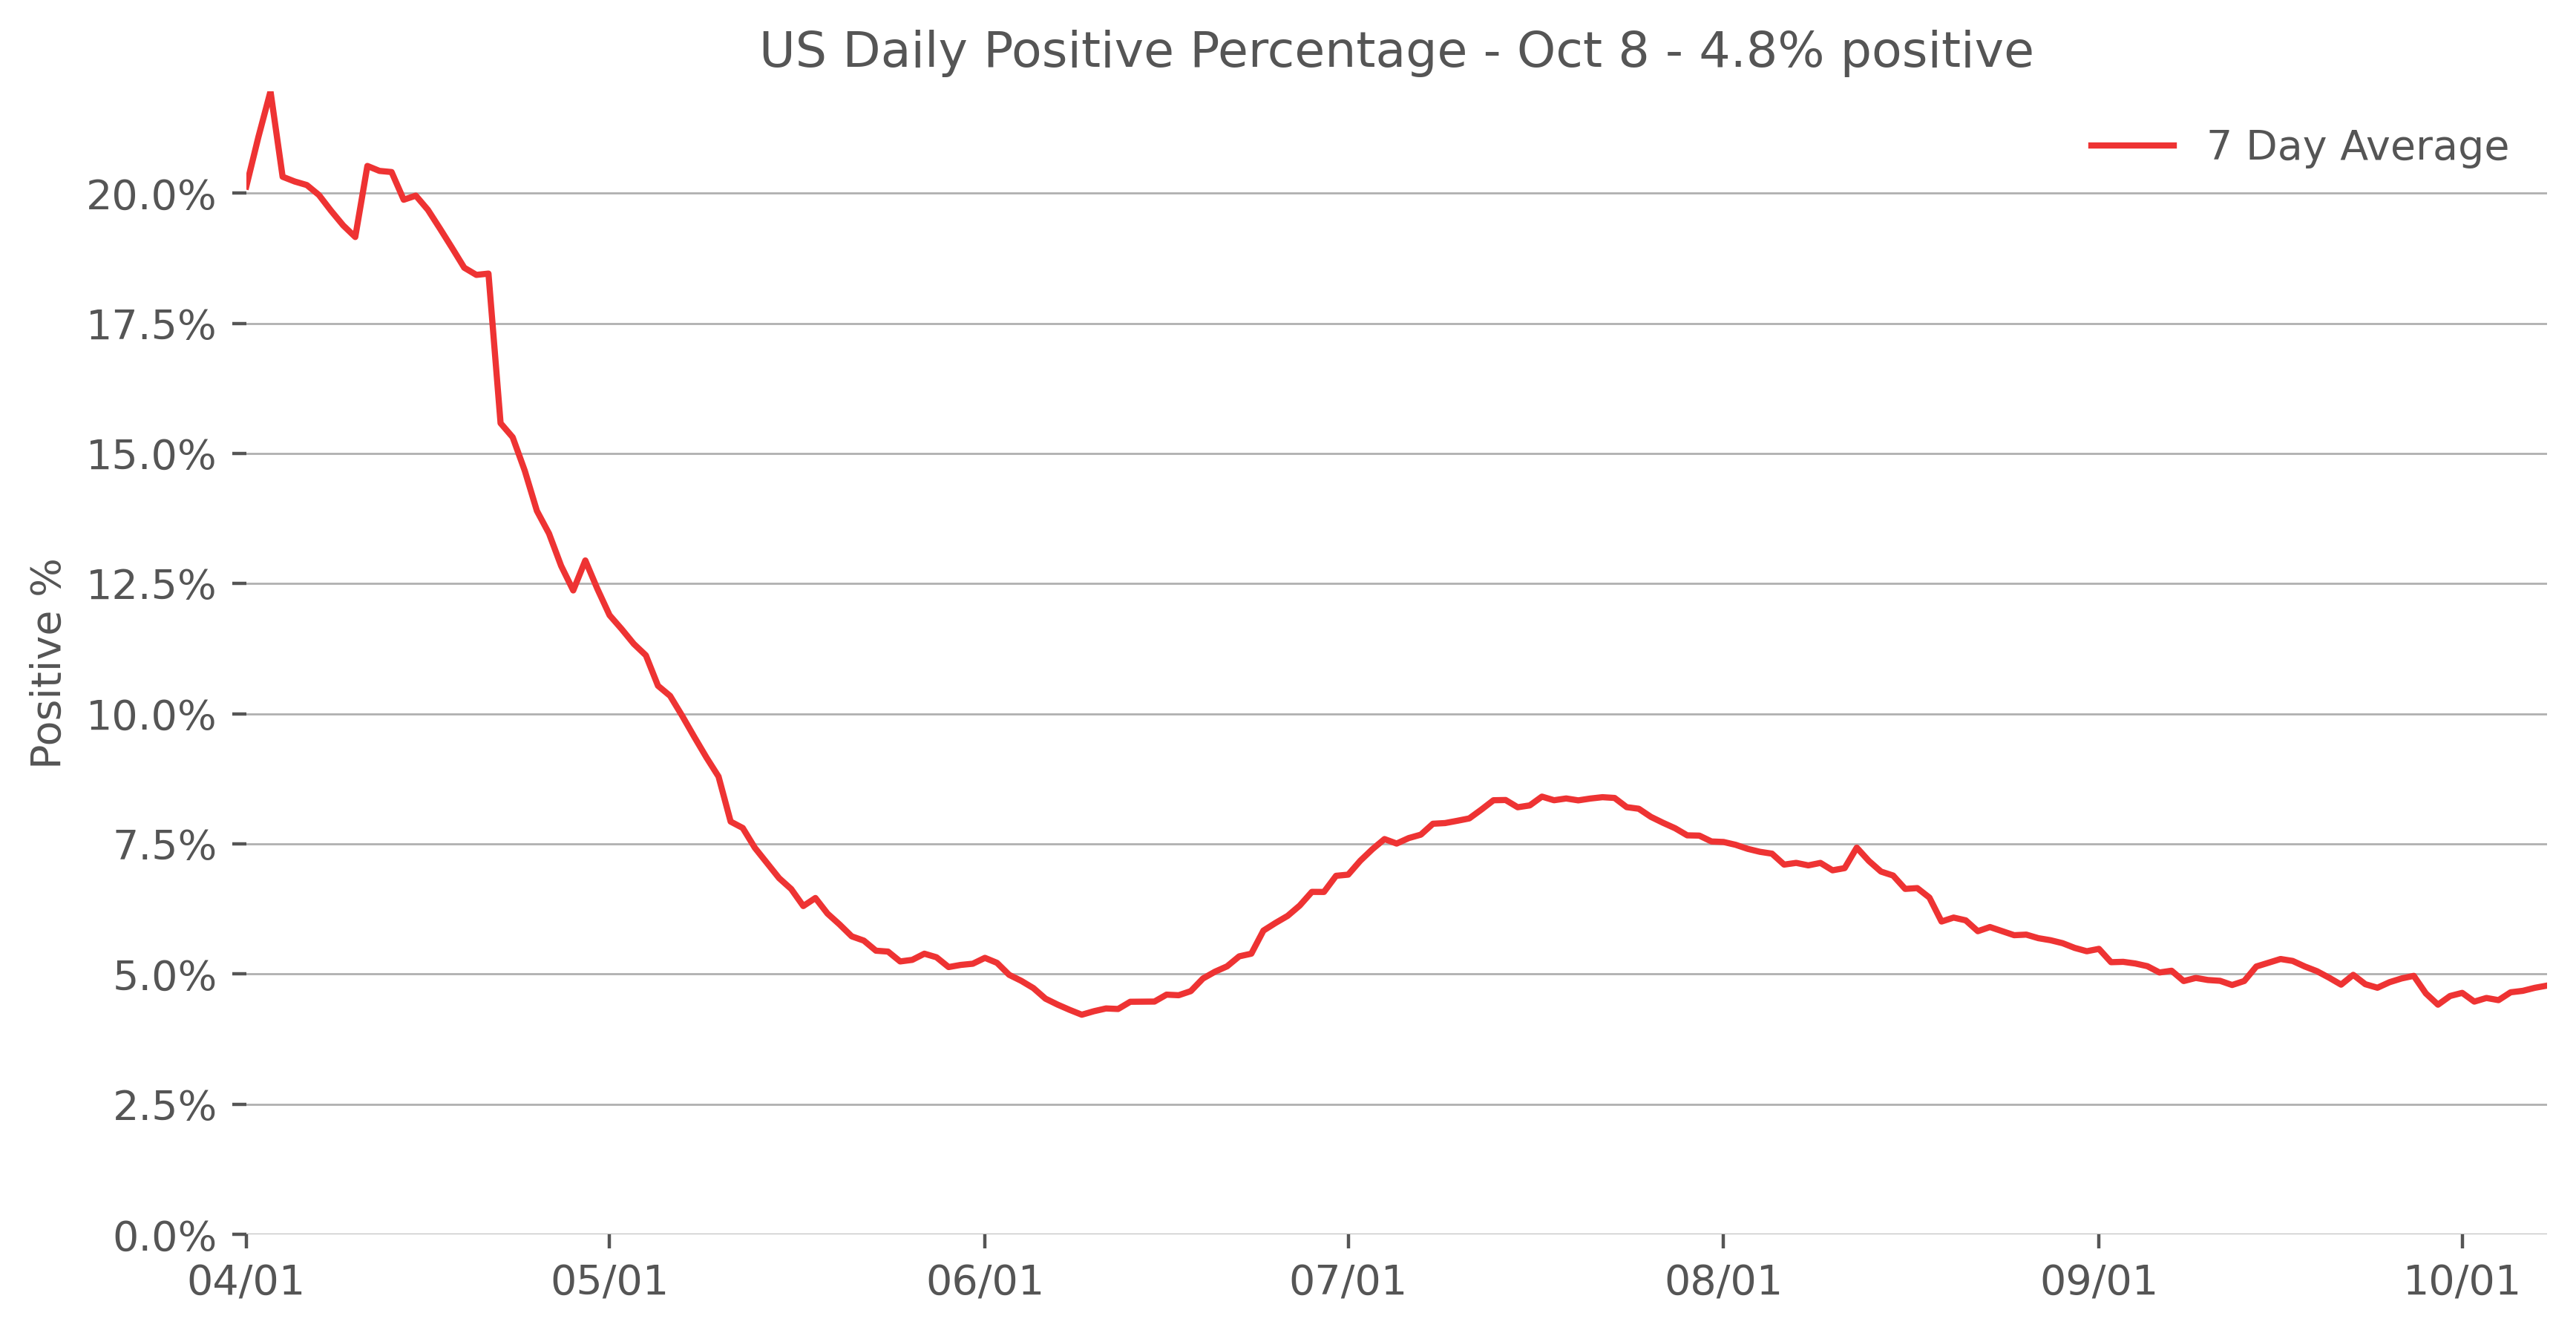 US Daily Positive Percentage - Oct 8 - 4.8% positive
7 Day Average
Positive %
20.0%
17.5%
15.0%
12.5%
10.0%
7.5%
5.0%
2.5%
0.0%
04/01 05/01 06/01 07/01 08/01 09/01 10/01